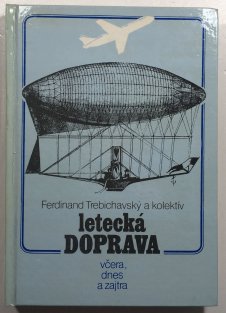 Ferdinand Trebichavský a kolektív
letecká
DOPRAVA
včera,
dnes
a zajtra